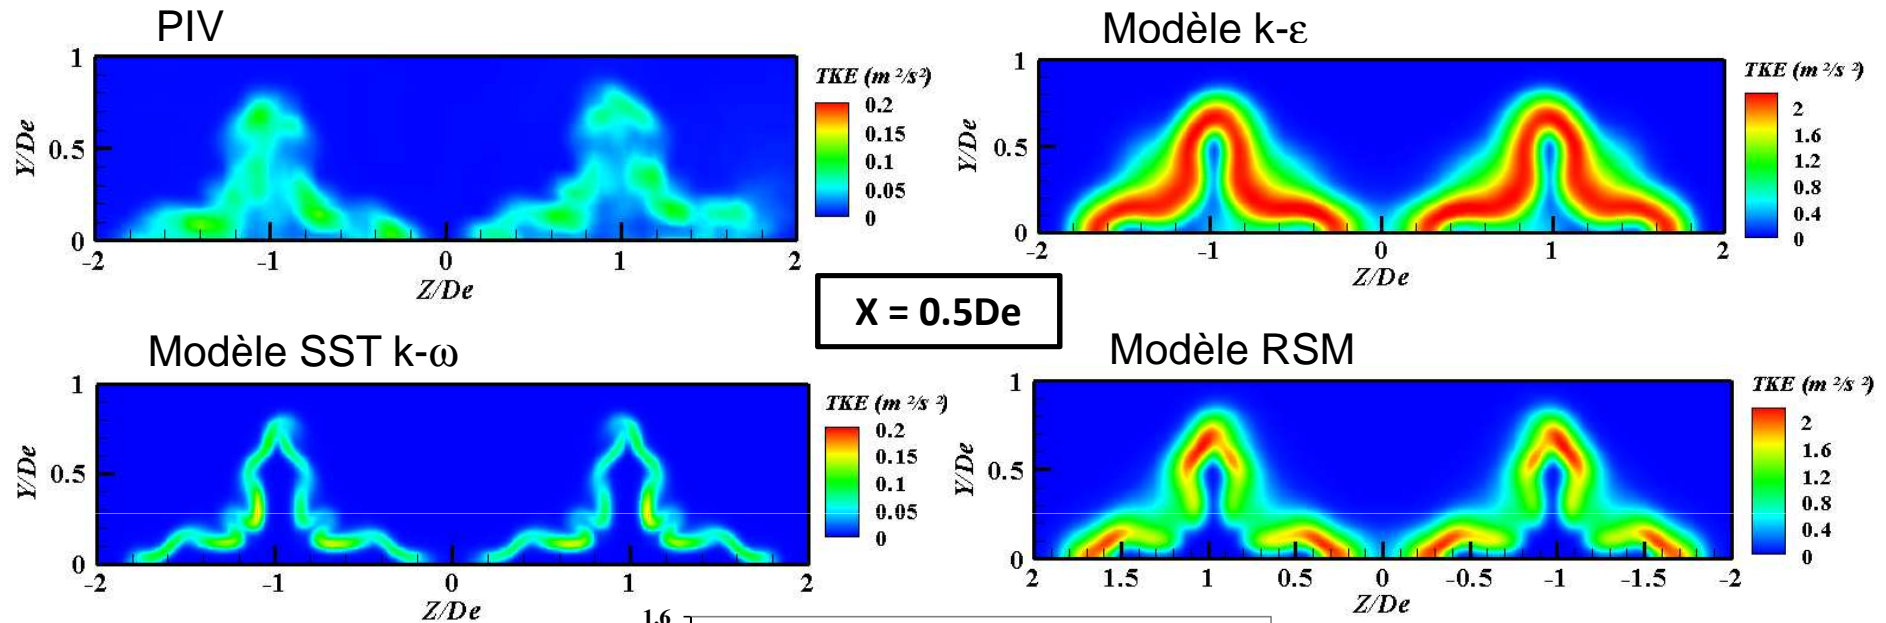 PIV
TKE (m²/s²)
0.2
0.15
0.1
0.05
0
1
0.5
0
Y/De
-2 -1 0 1 2
Z/De
Modèle k-ε
TKE (m²/s²)
2
1.6
1.2
0.8
0.4
0
1
0.5
0
Y/De
-2 -1 0 1 2
Z/De
X = 0.5De
Modèle SST k-ω
TKE (m²/s²)
0.2
0.15
0.1
0.05
0
1
0.5
0
Y/De
-2 -1 0 1 2
Z/De
Modèle RSM
TKE (m²/s²)
2
1.6
1.2
0.8
0.4
0
1
0.5
0
Y/De
2 1.5 1 0.5 0 -0.5 -1 -1.5 -2
Z/De
1.6